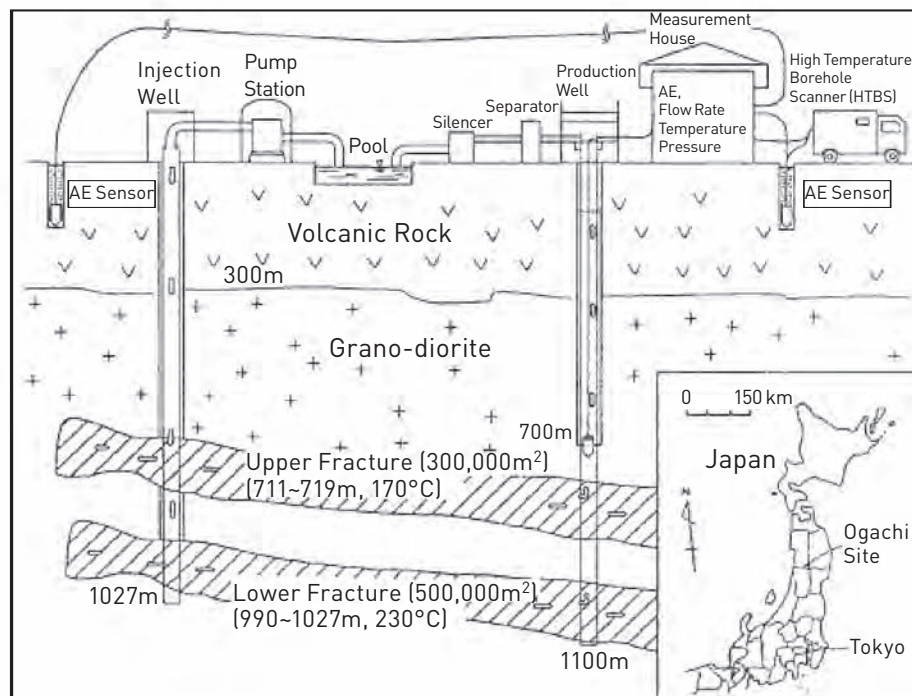 Measurement
House
High Temperature
Borehole
Scanner (HTBS)
Injection
Well
Pump
Station
Production
Well
Separator
Silencer
Pool
AE,
Flow Rate
Temperature
Pressure
AE Sensor
AE Sensor
Volcanic Rock
300m
Grano-diorite
700m
Upper Fracture (300,000m²)
(711~719m, 170°C)
Lower Fracture (500,000m²)
(990~1027m, 230°C)
1027m
1100m
0 150 km
Japan
N
Ogachi
Site
Tokyo